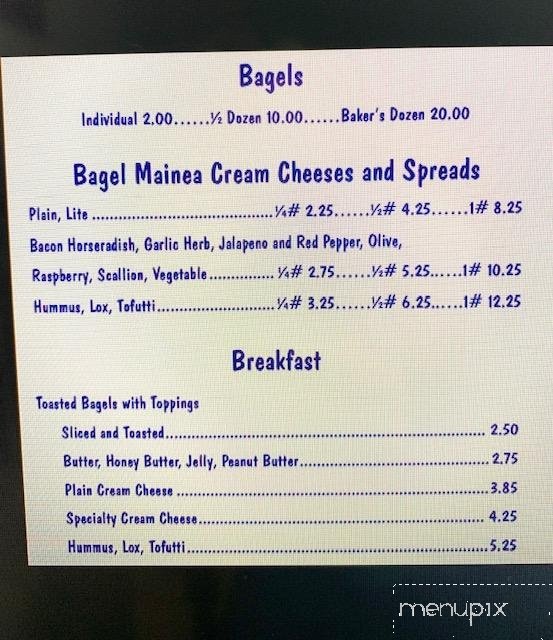 Bagels
Individual 2.00......½ Dozen 10.00......Baker's Dozen 20.00
Bagel Mainea Cream Cheeses and Spreads
Plain, Lite ..........................................¼# 2.25......½# 4.25......1# 8.25
Bacon Horseradish, Garlic Herb, Jalapeno and Red Pepper, Olive,
Raspberry, Scallion, Vegetable............... ¼# 2.75......½# 5.25......1# 10.25
Hummus, Lox, Tofutti...........................¼# 3.25......½# 6.25......1# 12.25
Breakfast
Toasted Bagels with Toppings
Sliced and Toasted................................................................................ 2.50
Butter, Honey Butter, Jelly, Peanut Butter...............................................2.75
Plain Cream Cheese ..............................................................................3.85
Specialty Cream Cheese....................................................................... 4.25
Hummus, Lox, Tofutti...........................................................................5.25
menupix